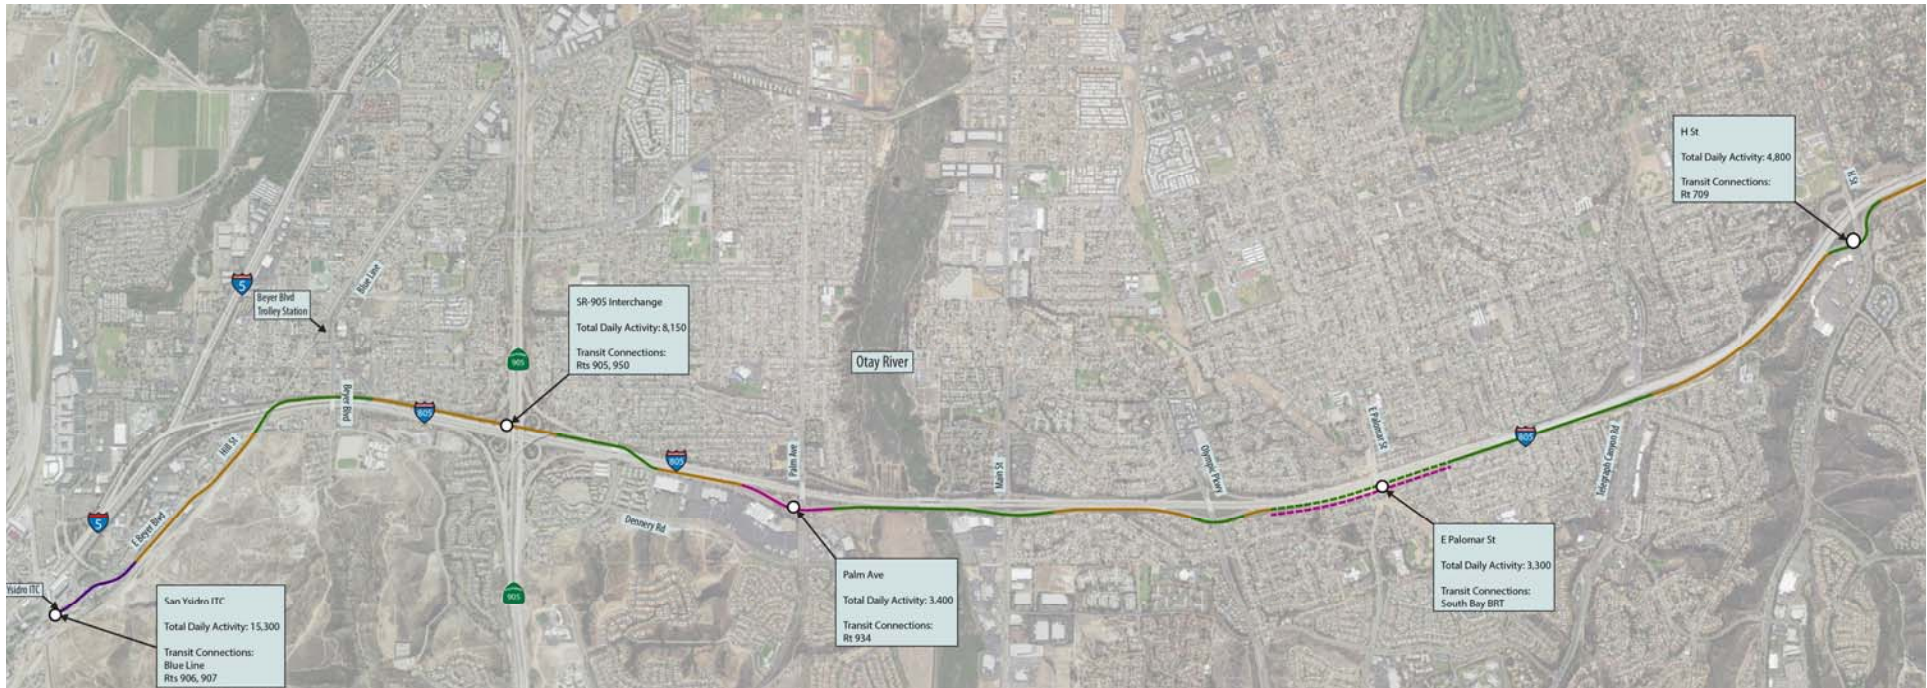 H St
Total Daily Activity: 4,800
Transit Connections:
Rt 709
H St
5
Beyer Blvd
Trolley Station
Blue Line
SR-905 Interchange
Total Daily Activity: 8,150
Transit Connections:
Rts 905, 950
905
Otay River
Beyer Blvd
805
Hill St
E Beyer Blvd
5
805
Palm Ave
Main St
Olympic Pkwy
E Palomar St
805
Telegraph Canyon Rd
Dennery Rd
E Palomar St
Total Daily Activity: 3,300
Transit Connections:
South Bay BRT
Palm Ave
Total Daily Activity: 3,400
Transit Connections:
Rt 934
905
Ysidro ITC
San Ysidro ITC
Total Daily Activity: 15,300
Transit Connections:
Blue Line
Rts 906, 907